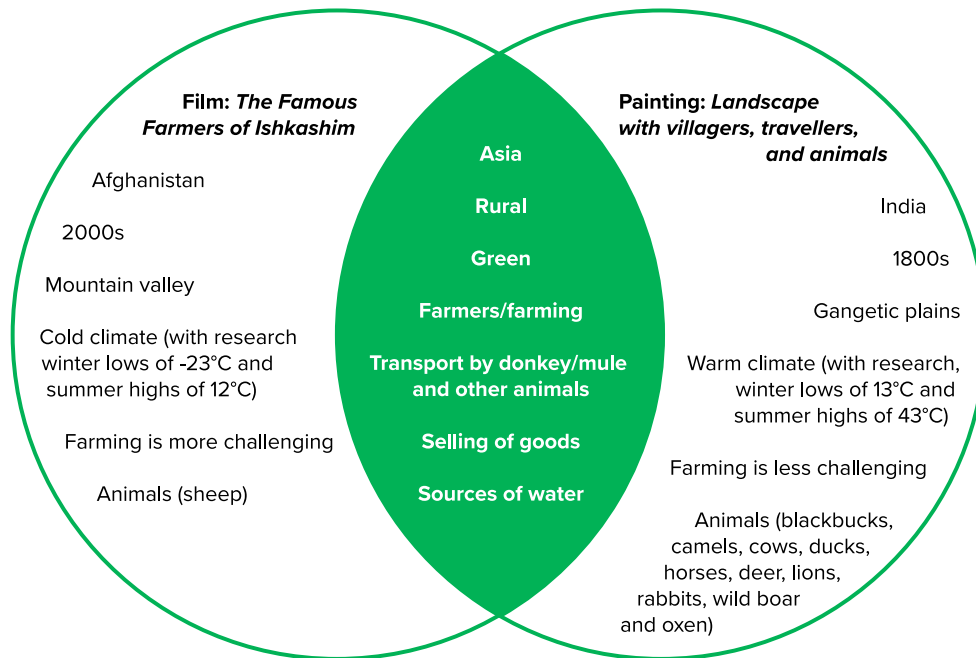 Film: The Famous
Farmers of Ishkashim
Afghanistan
2000s
Mountain valley
Cold climate (with research
winter lows of -23°C and
summer highs of 12°C)
Farming is more challenging
Animals (sheep)
Asia
Rural
Green
Farmers/farming
Transport by donkey/mule
and other animals
Selling of goods
Sources of water
Painting: Landscape
with villagers, travellers,
and animals
India
1800s
Gangetic plains
Warm climate (with research,
winter lows of 13°C and
summer highs of 43°C)
Farming is less challenging
Animals (blackbucks,
camels, cows, ducks,
horses, deer, lions,
rabbits, wild boar
and oxen)